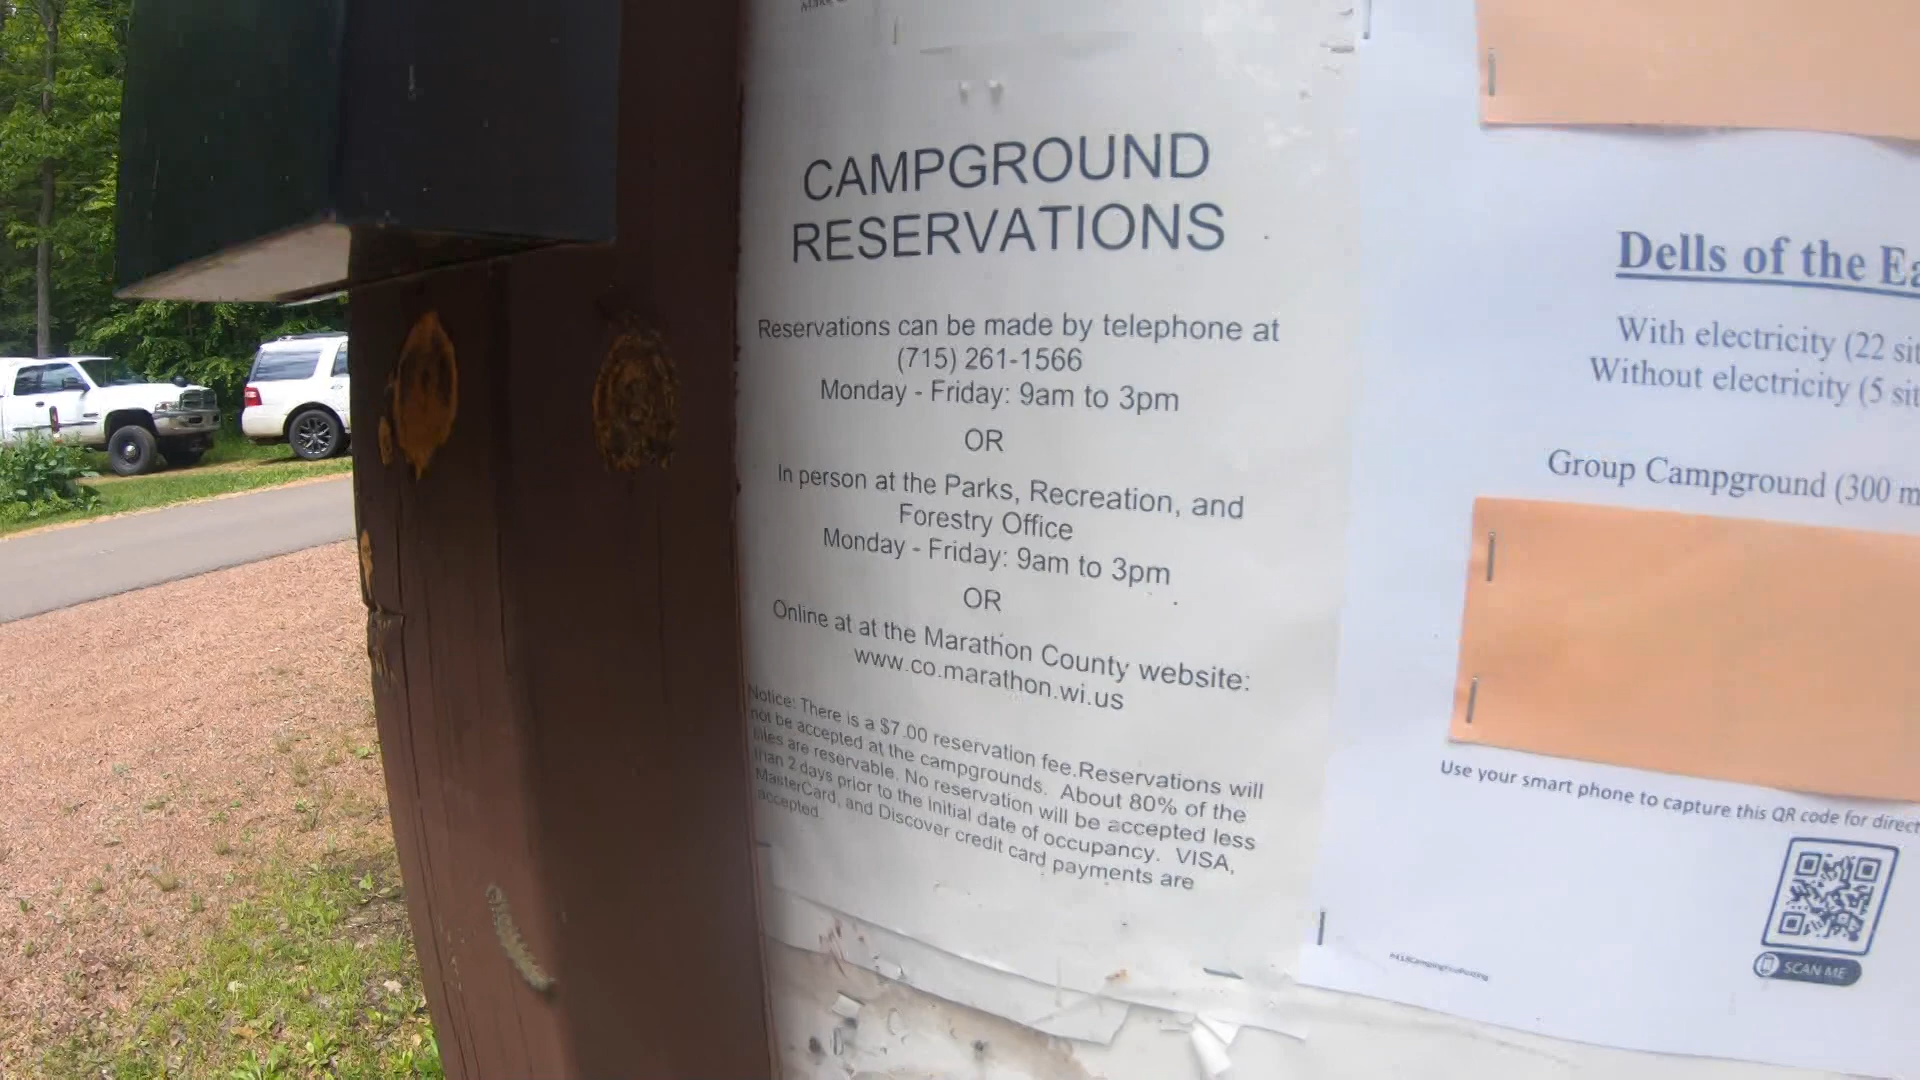 CAMPGROUND
RESERVATIONS
Reservations can be made by telephone at
(715) 261-1566
Monday - Friday: 9am to 3pm
OR
In person at the Parks, Recreation, and
Forestry Office
Monday - Friday: 9am to 3pm
OR
Online at at the Marathon County website:
www.co.marathon.wi.us
Notice: There is a $7.00 reservation fee.Reservations will
not be accepted at the campgrounds. About 80% of the
sites are reservable. No reservation will be accepted less
than 2 days prior to the initial date of occupancy. VISA,
MasterCard, and Discover credit card payments are
accepted.
Dells of the Ea
With electricity (22 sit
Without electricity (5 sit
Group Campground (300 m
Use your smart phone to capture this QR code for direct
SCAN ME